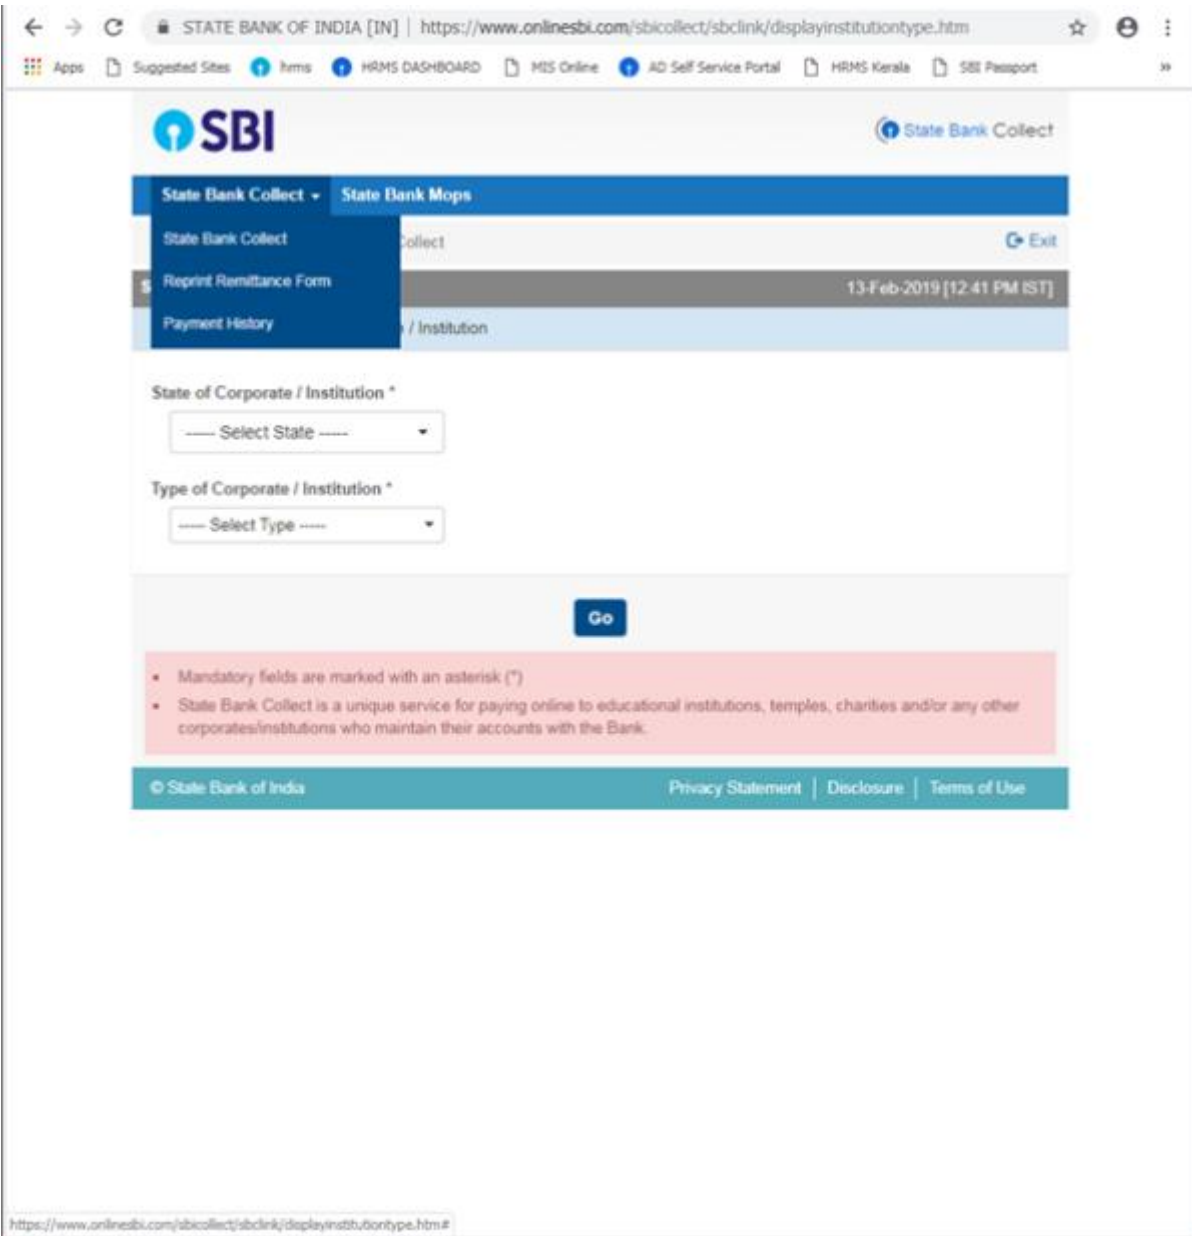 STATE BANK OF INDIA [IN] | https://www.onlinesbi.com/sbicollect/sbclink/displayinstitutiontype.htm
Apps Suggested Sites hrms HRMS DASHBOARD MIS Online AD Self Service Portal HRMS Kerala SBI Passport »
SBI
State Bank Collect
State Bank Collect State Bank Mops
State Bank Collect
Collect
Exit
Reprint Remittance Form
S
13-Feb-2019 [12:41 PM IST]
Payment History
/ Institution
State of Corporate / Institution *
----- Select State -----
Type of Corporate / Institution *
----- Select Type -----
Go
• Mandatory fields are marked with an asterisk (*)
• State Bank Collect is a unique service for paying online to educational institutions, temples, charities and/or any other
corporates/institutions who maintain their accounts with the Bank.
© State Bank of India Privacy Statement | Disclosure | Terms of Use
https://www.onlinesbi.com/sbicollect/sbclink/displayinstitutiontype.htm#